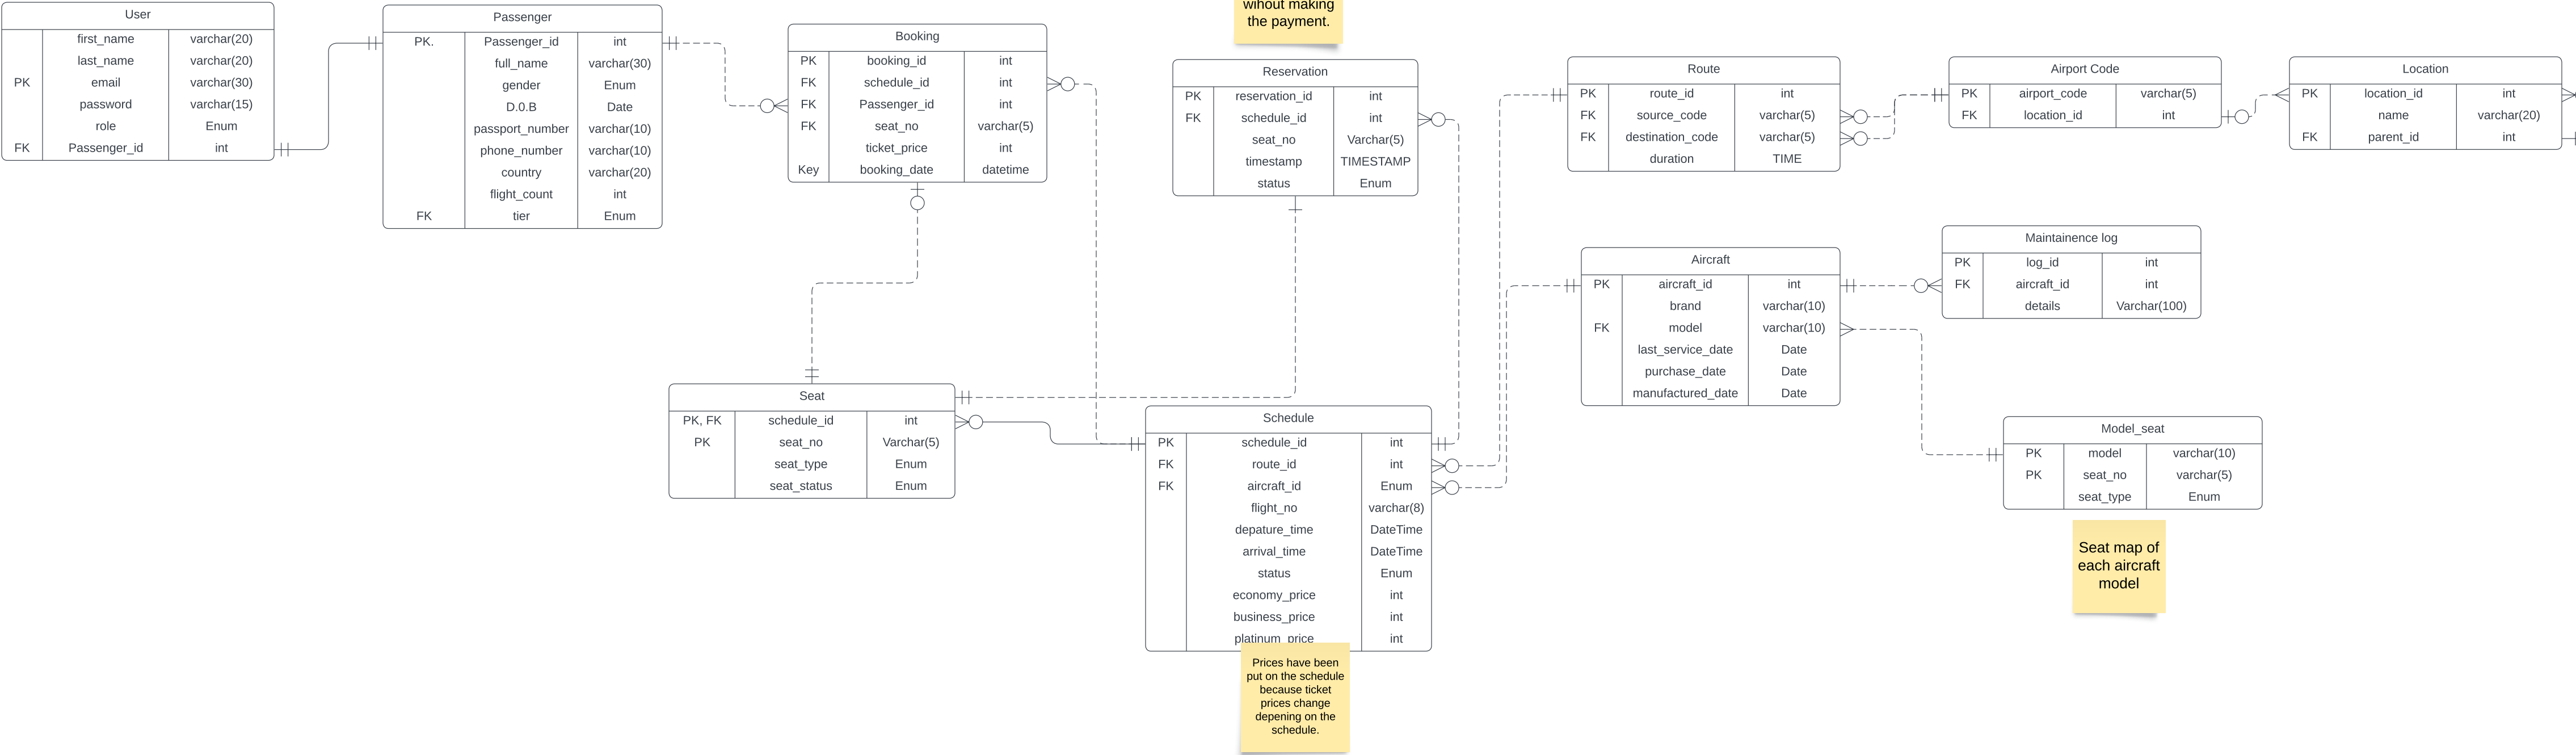 User
first_name varchar(20)
last_name varchar(20)
PK email varchar(30)
password varchar(15)
role Enum
FK Passenger_id int
Passenger
PK. Passenger_id int
full_name varchar(30)
gender Enum
D.0.B Date
passport_number varchar(10)
phone_number varchar(10)
country varchar(20)
flight_count int
FK tier Enum
Booking
PK booking_id int
FK schedule_id int
FK Passenger_id int
FK seat_no varchar(5)
ticket_price int
Key booking_date datetime
wihout making
the payment.
Reservation
PK reservation_id int
FK schedule_id int
seat_no Varchar(5)
timestamp TIMESTAMP
status Enum
Route
PK route_id int
FK source_code varchar(5)
FK destination_code varchar(5)
duration TIME
Airport Code
PK airport_code varchar(5)
FK location_id int
Location
PK location_id int
name varchar(20)
FK parent_id int
Aircraft
PK aircraft_id int
brand varchar(10)
FK model varchar(10)
last_service_date Date
purchase_date Date
manufactured_date Date
Maintainence log
PK log_id int
FK aircraft_id int
details Varchar(100)
Seat
PK, FK schedule_id int
PK seat_no Varchar(5)
seat_type Enum
seat_status Enum
Schedule
PK schedule_id int
FK route_id int
FK aircraft_id Enum
flight_no varchar(8)
depature_time DateTime
arrival_time DateTime
status Enum
economy_price int
business_price int
platinum_price int
Prices have been
put on the schedule
because ticket
prices change
depening on the
schedule.
Model_seat
PK model varchar(10)
PK seat_no varchar(5)
seat_type Enum
Seat map of
each aircraft
model